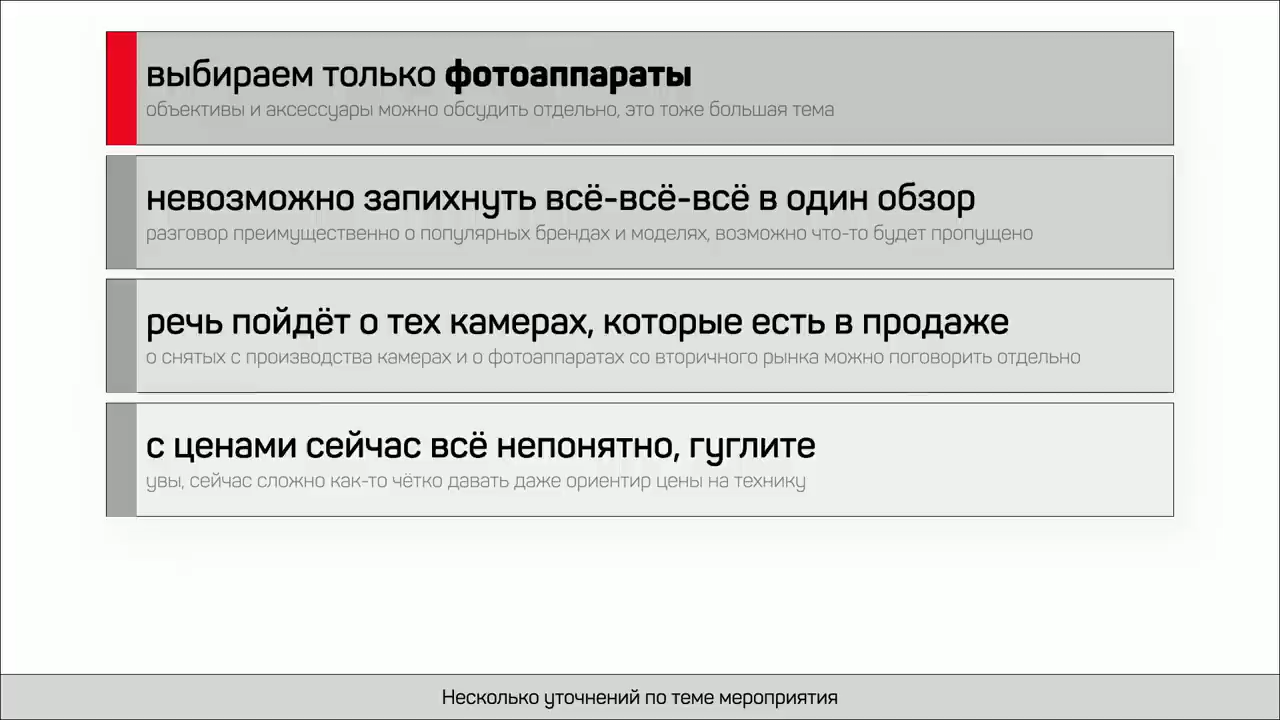 выбираем только фотоаппараты
объективы и аксессуары можно обсудить отдельно, это тоже большая тема
невозможно запихнуть всё-всё-всё в один обзор
разговор преимущественно о популярных брендах и моделях, возможно что-то будет пропущено
речь пойдёт о тех камерах, которые есть в продаже
о снятых с производства камерах и о фотоаппаратах со вторичного рынка можно поговорить отдельно
с ценами сейчас всё непонятно, гуглите
увы, сейчас сложно как-то чётко давать даже ориентир цены на технику
Несколько уточнений по теме мероприятия